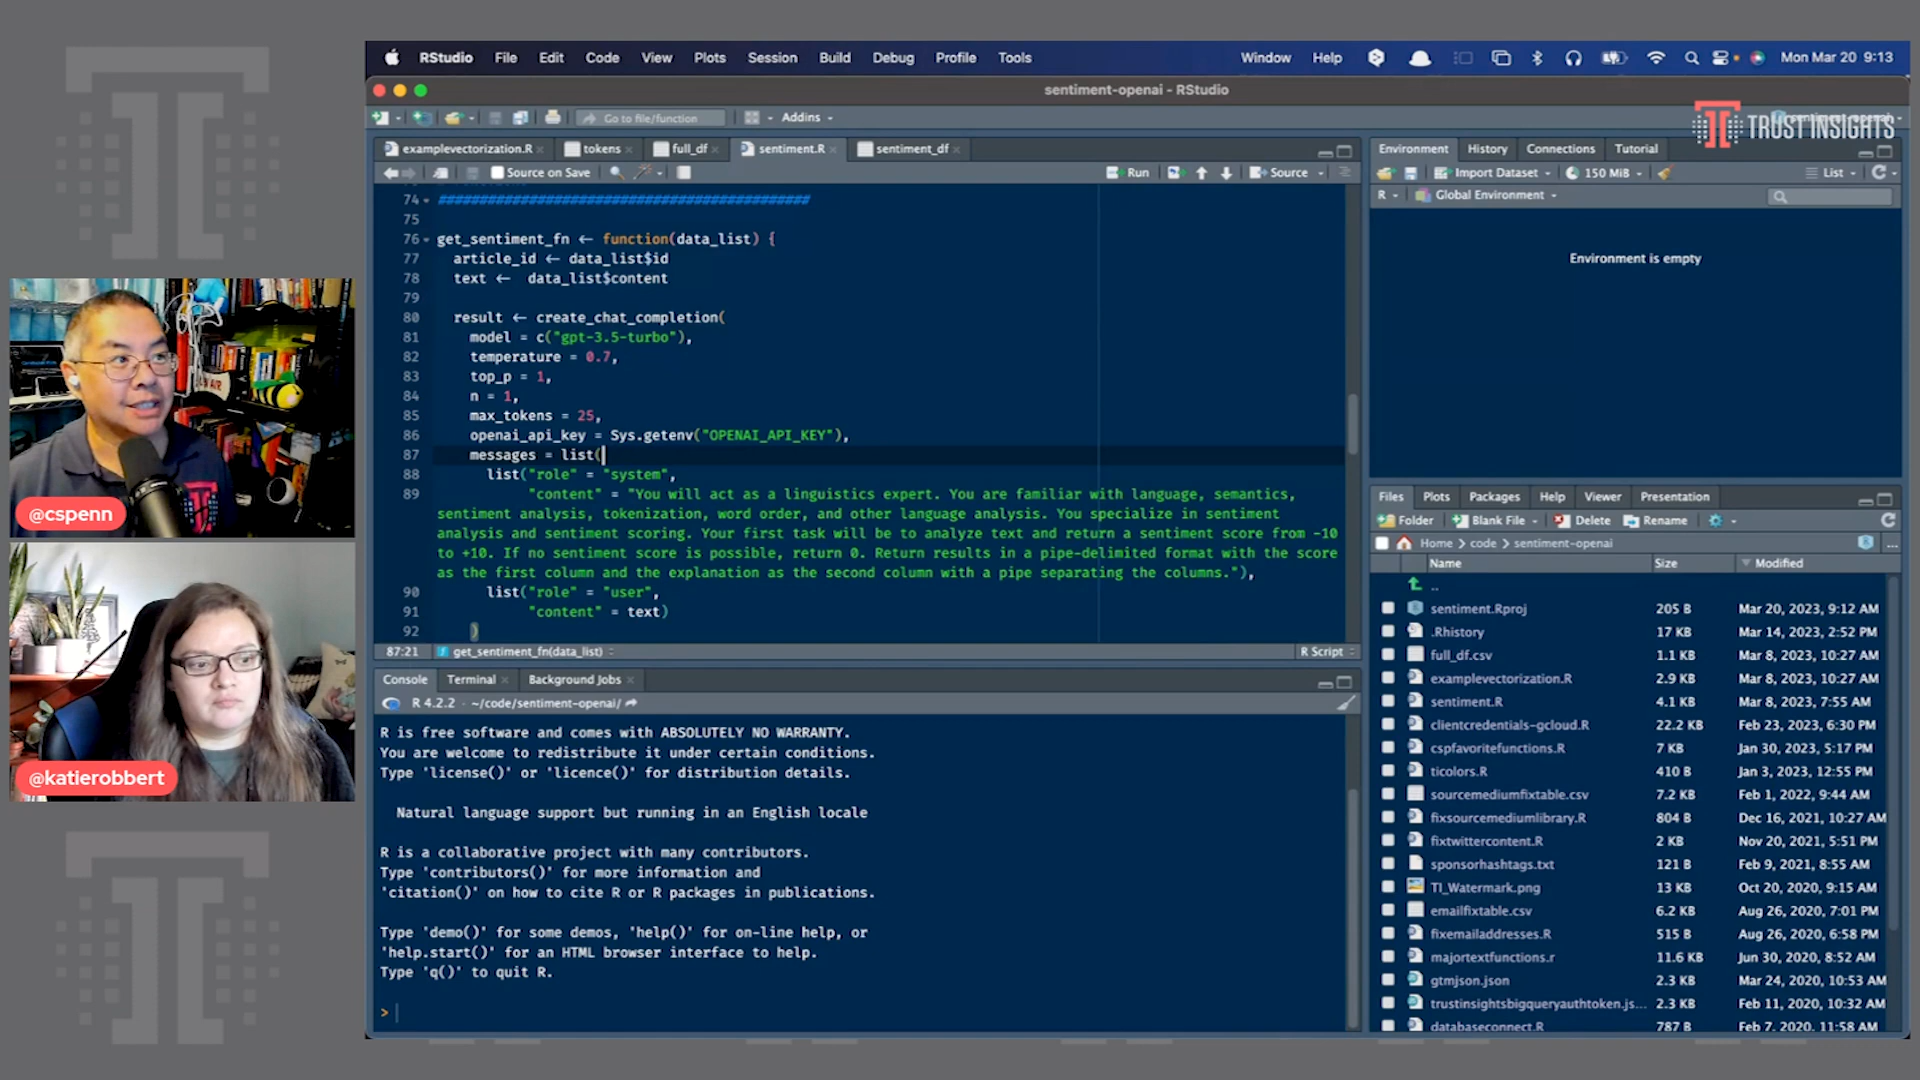 RStudio File Edit Code View Plots Session Build Debug Profile Tools Window Help Mon Mar 20 9:13
sentiment-openai - RStudio
Go to file/function Addins
TRUST INSIGHTS
examplevectorization.R tokens full_df sentiment.R sentiment_df
Source on Save Run Source
74 #############################################
75
76 get_sentiment_fn ← function(data_list) {
77 article_id ← data_list$id
78 text ← data_list$content
79
80 result ← create_chat_completion(
81 model = c("gpt-3.5-turbo"),
82 temperature = 0.7,
83 top_p = 1,
84 n = 1,
85 max_tokens = 25,
86 openai_api_key = Sys.getenv("OPENAI_API_KEY"),
87 messages = list(
88 list("role" = "system",
89 "content" = "You will act as a linguistics expert. You are familiar with language, semantics,
sentiment analysis, tokenization, word order, and other language analysis. You specialize in sentiment
analysis and sentiment scoring. Your first task will be to analyze text and return a sentiment score from -10
to +10. If no sentiment score is possible, return 0. Return results in a pipe-delimited format with the score
as the first column and the explanation as the second column with a pipe separating the columns."),
90 list("role" = "user",
91 "content" = text)
92 )
87:21 get_sentiment_fn(data_list) R Script
Console Terminal Background Jobs
R 4.2.2 · ~/code/sentiment-openai/
R is free software and comes with ABSOLUTELY NO WARRANTY.
You are welcome to redistribute it under certain conditions.
Type 'license()' or 'licence()' for distribution details.
Natural language support but running in an English locale
R is a collaborative project with many contributors.
Type 'contributors()' for more information and
'citation()' on how to cite R or R packages in publications.
Type 'demo()' for some demos, 'help()' for on-line help, or
'help.start()' for an HTML browser interface to help.
Type 'q()' to quit R.
>
Environment History Connections Tutorial
Import Dataset 150 MiB List
R Global Environment
Environment is empty
Files Plots Packages Help Viewer Presentation
Folder Blank File Delete Rename
Home > code > sentiment-openai ...
Name Size Modified
..
sentiment.Rproj 205 B Mar 20, 2023, 9:12 AM
.Rhistory 17 KB Mar 14, 2023, 2:52 PM
full_df.csv 1.1 KB Mar 8, 2023, 10:27 AM
examplevectorization.R 2.9 KB Mar 8, 2023, 10:27 AM
sentiment.R 4.1 KB Mar 8, 2023, 7:55 AM
clientcredentials-gcloud.R 22.2 KB Feb 23, 2023, 6:30 PM
cspfavoritefunctions.R 7 KB Jan 30, 2023, 5:17 PM
ticolors.R 410 B Jan 3, 2023, 12:55 PM
sourcemediumfixtable.csv 7.2 KB Feb 1, 2022, 9:44 AM
fixsourcemediumlibrary.R 804 B Dec 16, 2021, 10:27 AM
fixtwittercontent.R 2 KB Nov 20, 2021, 5:51 PM
sponsorhashtags.txt 121 B Feb 9, 2021, 8:55 AM
TI_Watermark.png 13 KB Oct 20, 2020, 9:15 AM
emailfixtable.csv 6.2 KB Aug 26, 2020, 7:01 PM
fixemailaddresses.R 515 B Aug 26, 2020, 6:58 PM
majortextfunctions.r 11.6 KB Jun 30, 2020, 8:52 AM
gtmjson.json 2.3 KB Mar 24, 2020, 10:53 AM
trustinsightsbigqueryauthtoken.js... 2.3 KB Feb 11, 2020, 10:32 AM
databaseconnect.R 787 B Feb 7, 2020, 11:58 AM
ON AIR
@cspenn
@katierobbert